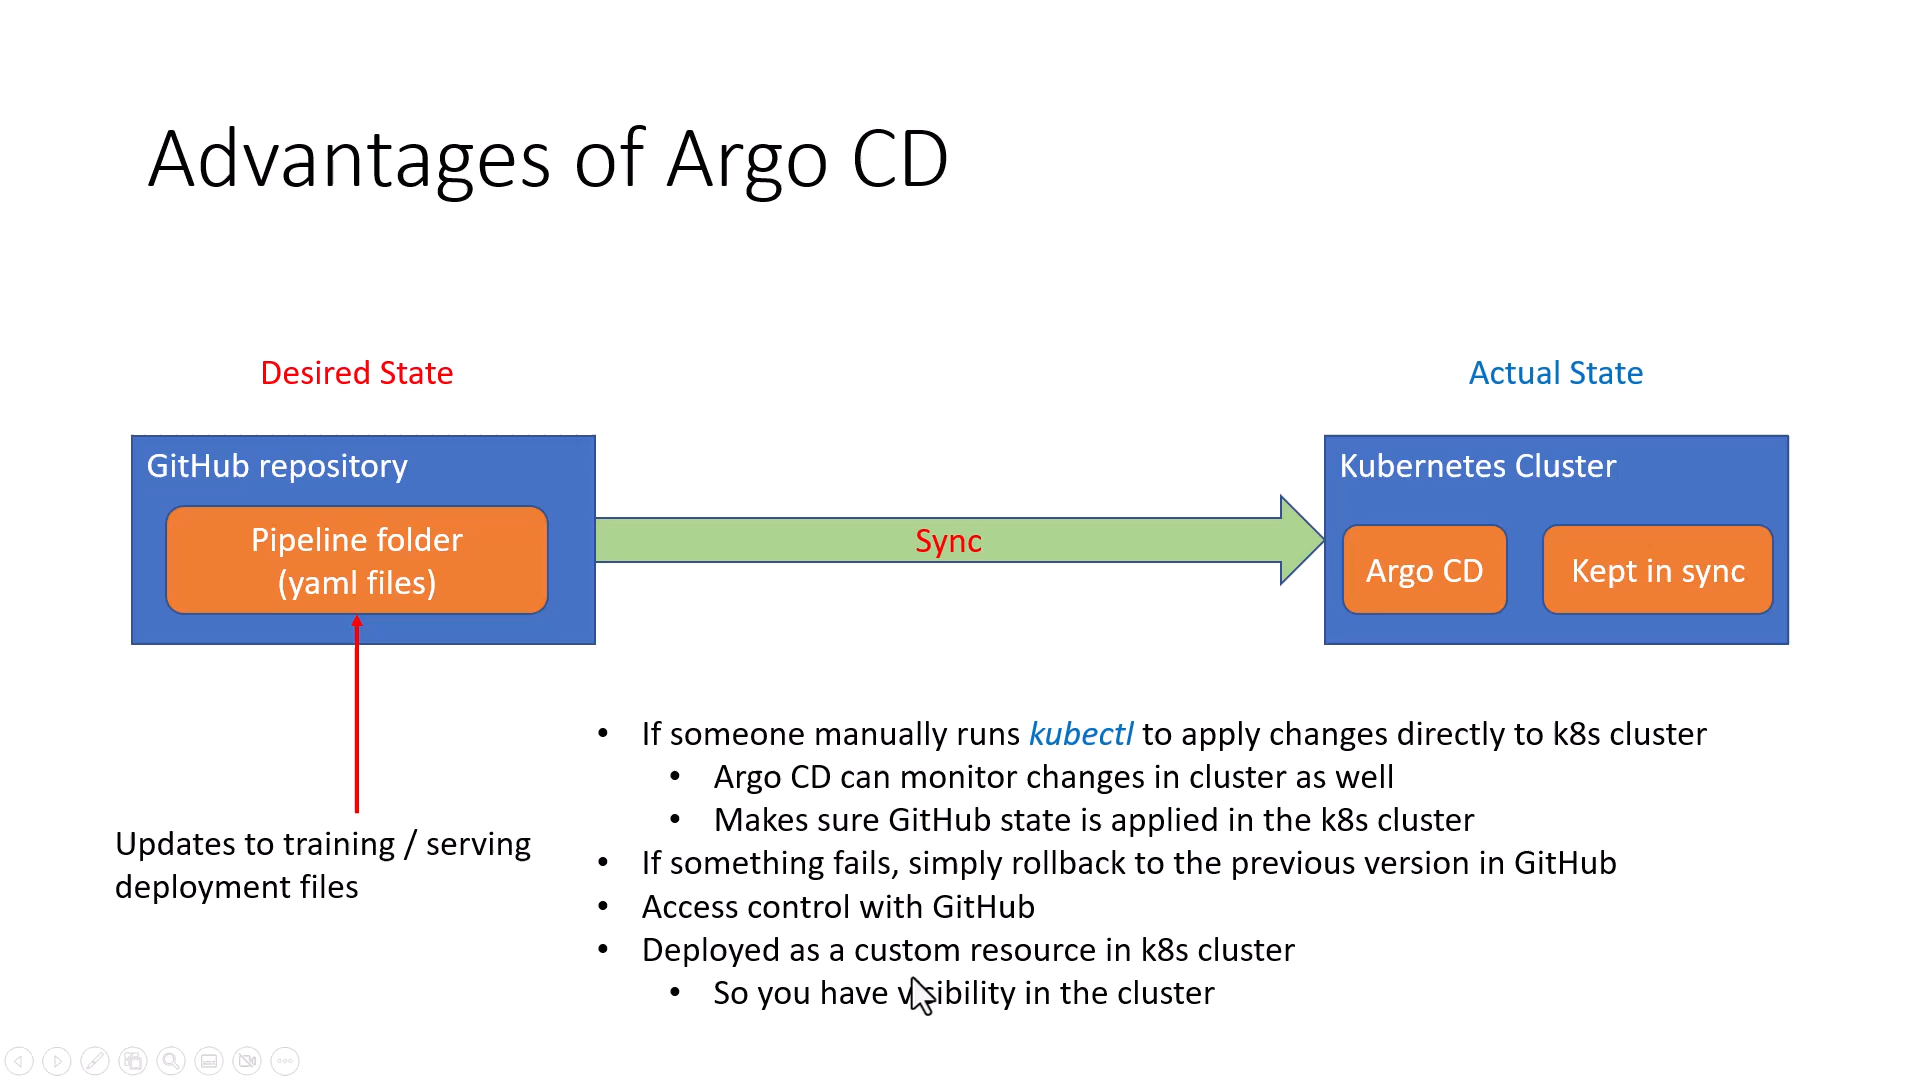 Advantages of Argo CD
Desired State
Actual State
GitHub repository
Pipeline folder
(yaml files)
Sync
Kubernetes Cluster
Argo CD
Kept in sync
Updates to training / serving
deployment files
• If someone manually runs kubectl to apply changes directly to k8s cluster
• Argo CD can monitor changes in cluster as well
• Makes sure GitHub state is applied in the k8s cluster
• If something fails, simply rollback to the previous version in GitHub
• Access control with GitHub
• Deployed as a custom resource in k8s cluster
• So you have visibility in the cluster